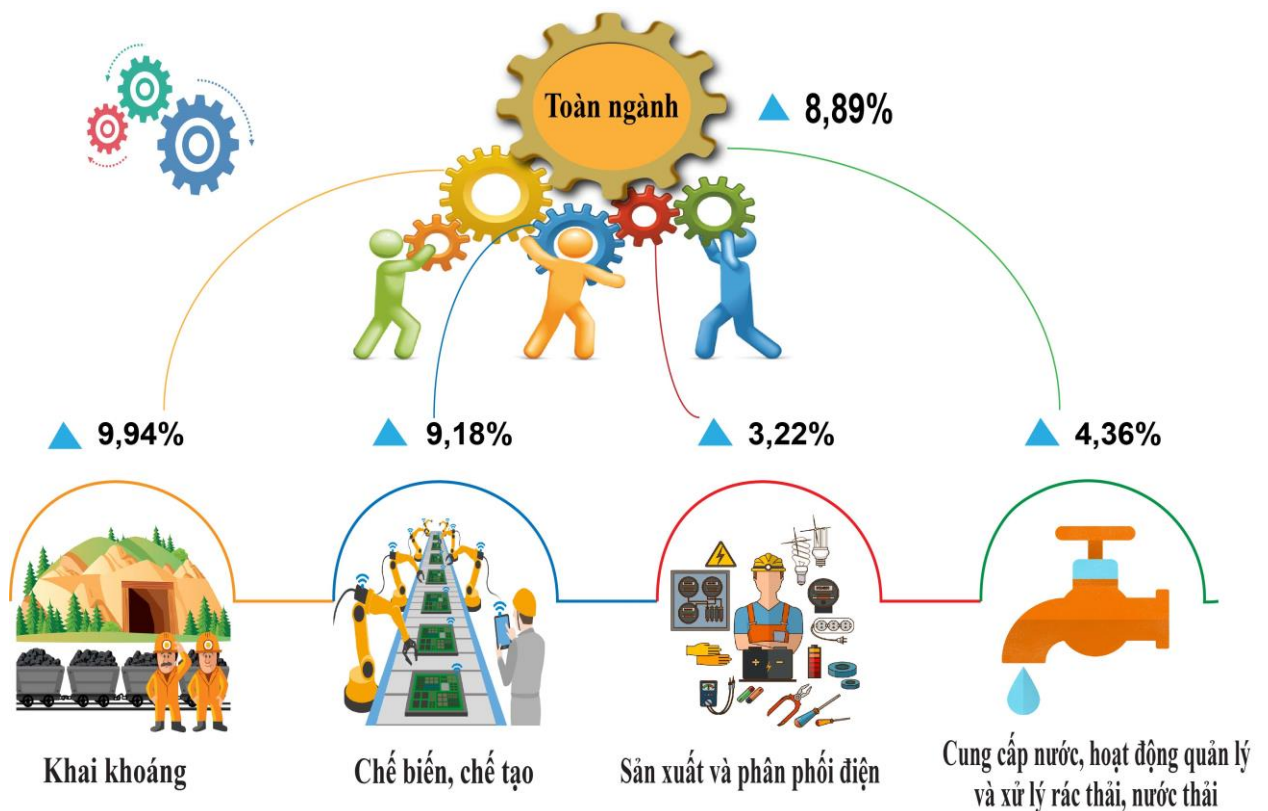 Toàn ngành
8,89%
9,94%
9,18%
3,22%
4,36%
Khai khoáng
Chế biến, chế tạo
Sản xuất và phân phối điện
Cung cấp nước, hoạt động quản lý
và xử lý rác thải, nước thải